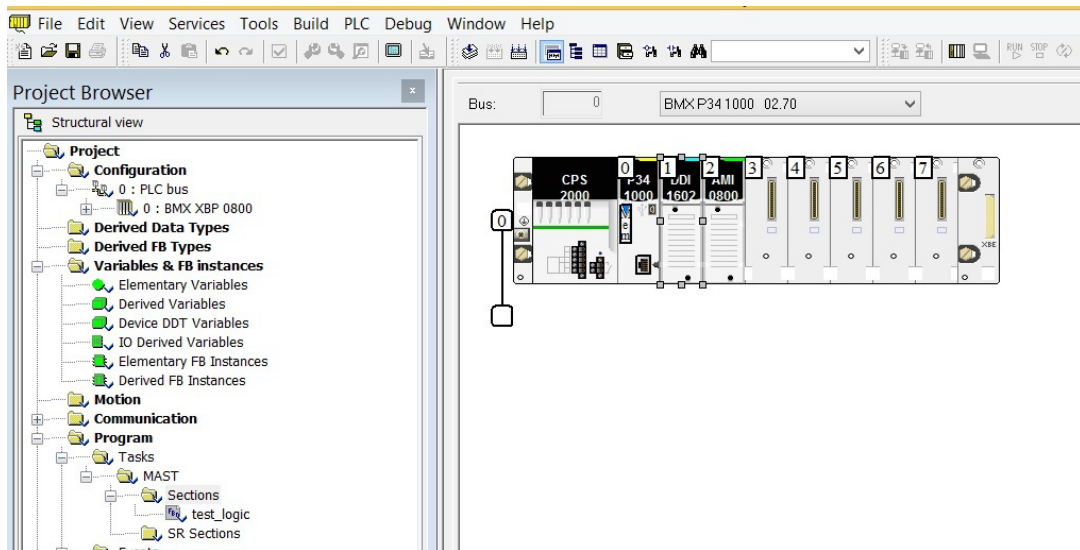 File Edit View Services Tools Build PLC Debug Window Help
RUN STOP
Project Browser
Structural view
Project
Configuration
0 : PLC bus
0 : BMX XBP 0800
Derived Data Types
Derived FB Types
Variables & FB instances
Elementary Variables
Derived Variables
Device DDT Variables
IO Derived Variables
Elementary FB Instances
Derived FB Instances
Motion
Communication
Program
Tasks
MAST
Sections
test_logic
SR Sections
Bus: 0 BMX P34 1000 02.70
0 1 2 3 4 5 6 7
CPS 2000
P34 1000
DDI 1602
AMI 0800
0
XBE